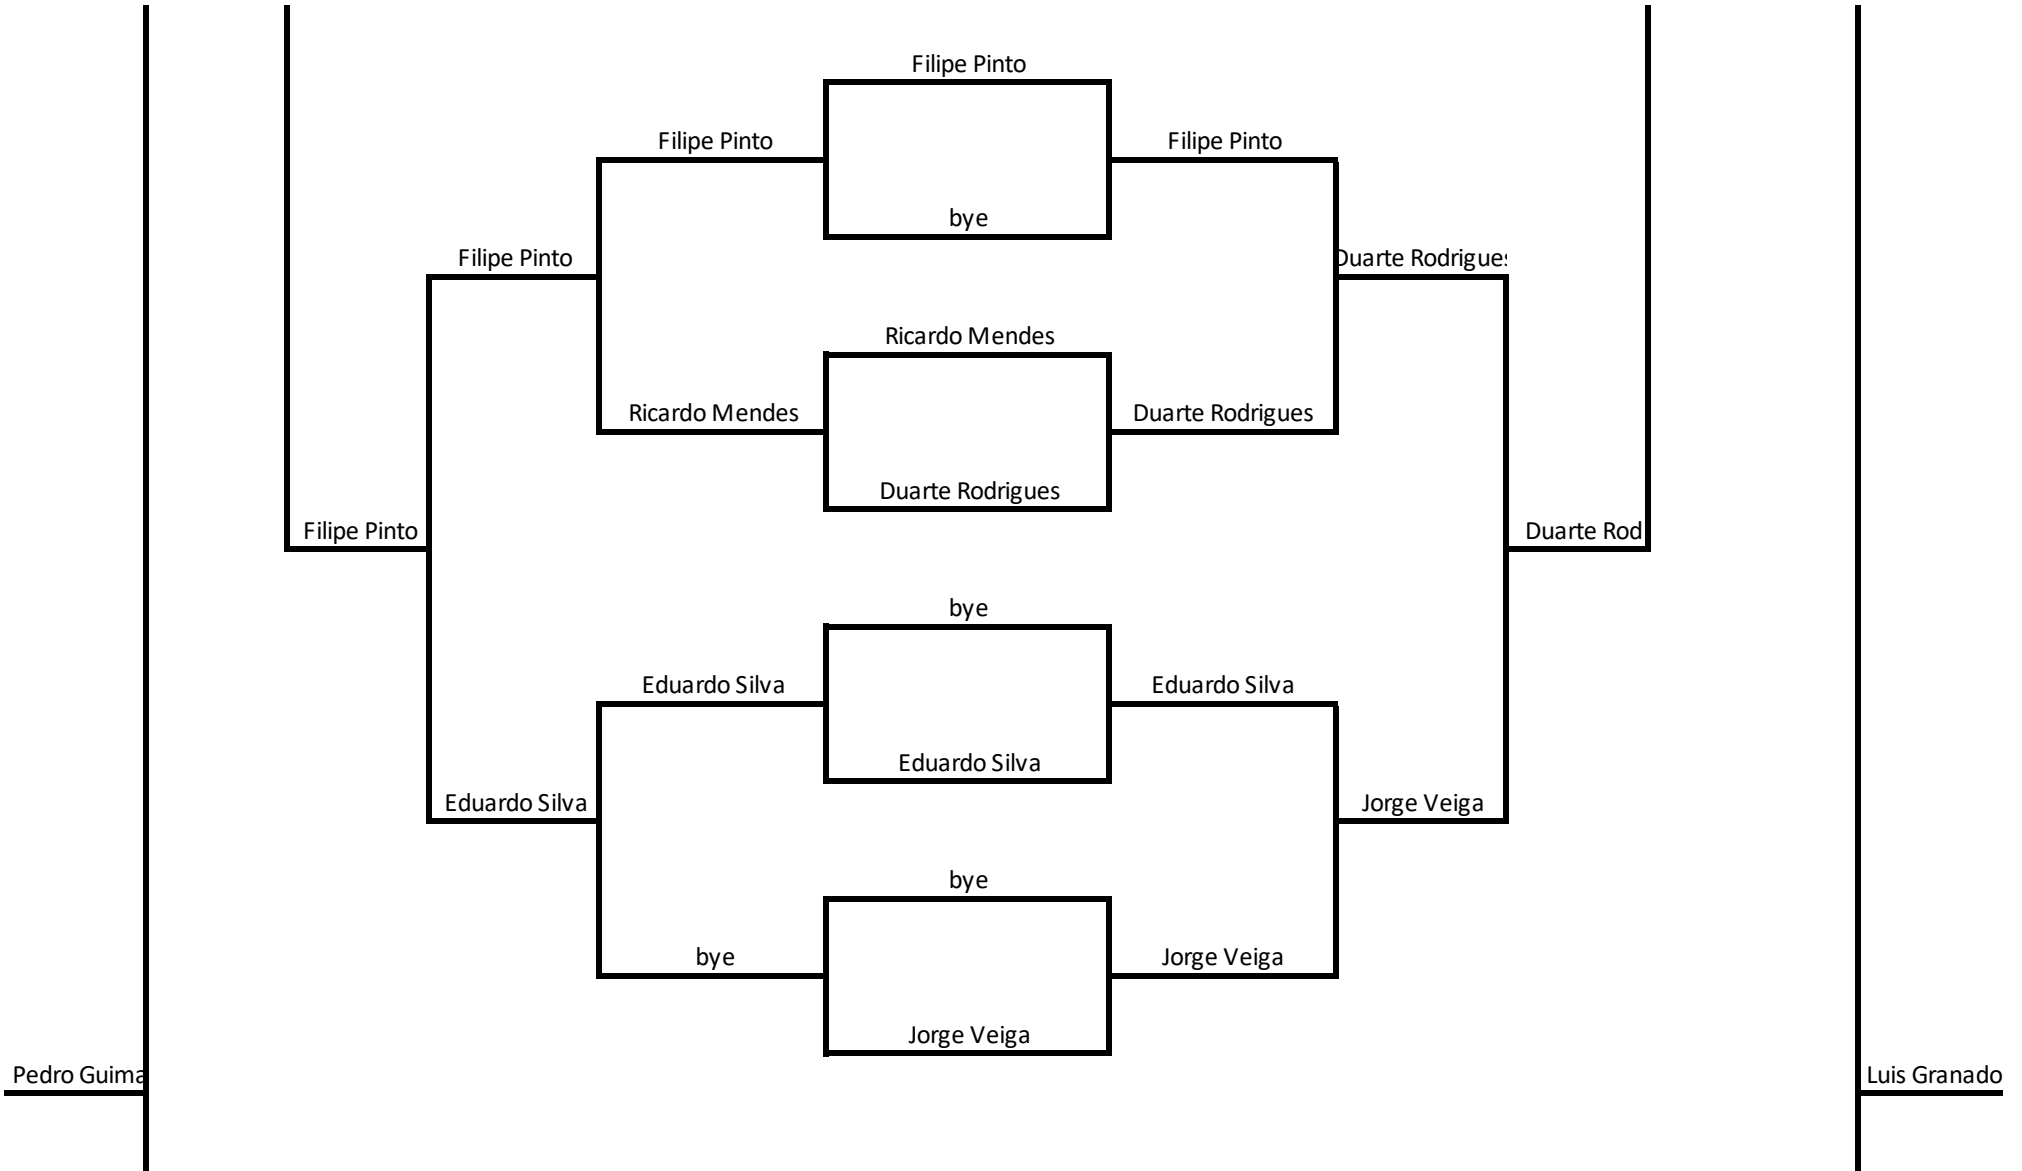 Filipe Pinto
Filipe Pinto
Filipe Pinto
bye
Filipe Pinto
Duarte Rodrigues
Ricardo Mendes
Ricardo Mendes
Duarte Rodrigues
Duarte Rodrigues
Filipe Pinto
Duarte Rod
bye
Eduardo Silva
Eduardo Silva
Eduardo Silva
Eduardo Silva
Jorge Veiga
bye
bye
Jorge Veiga
Jorge Veiga
Pedro Guima
Luis Granado